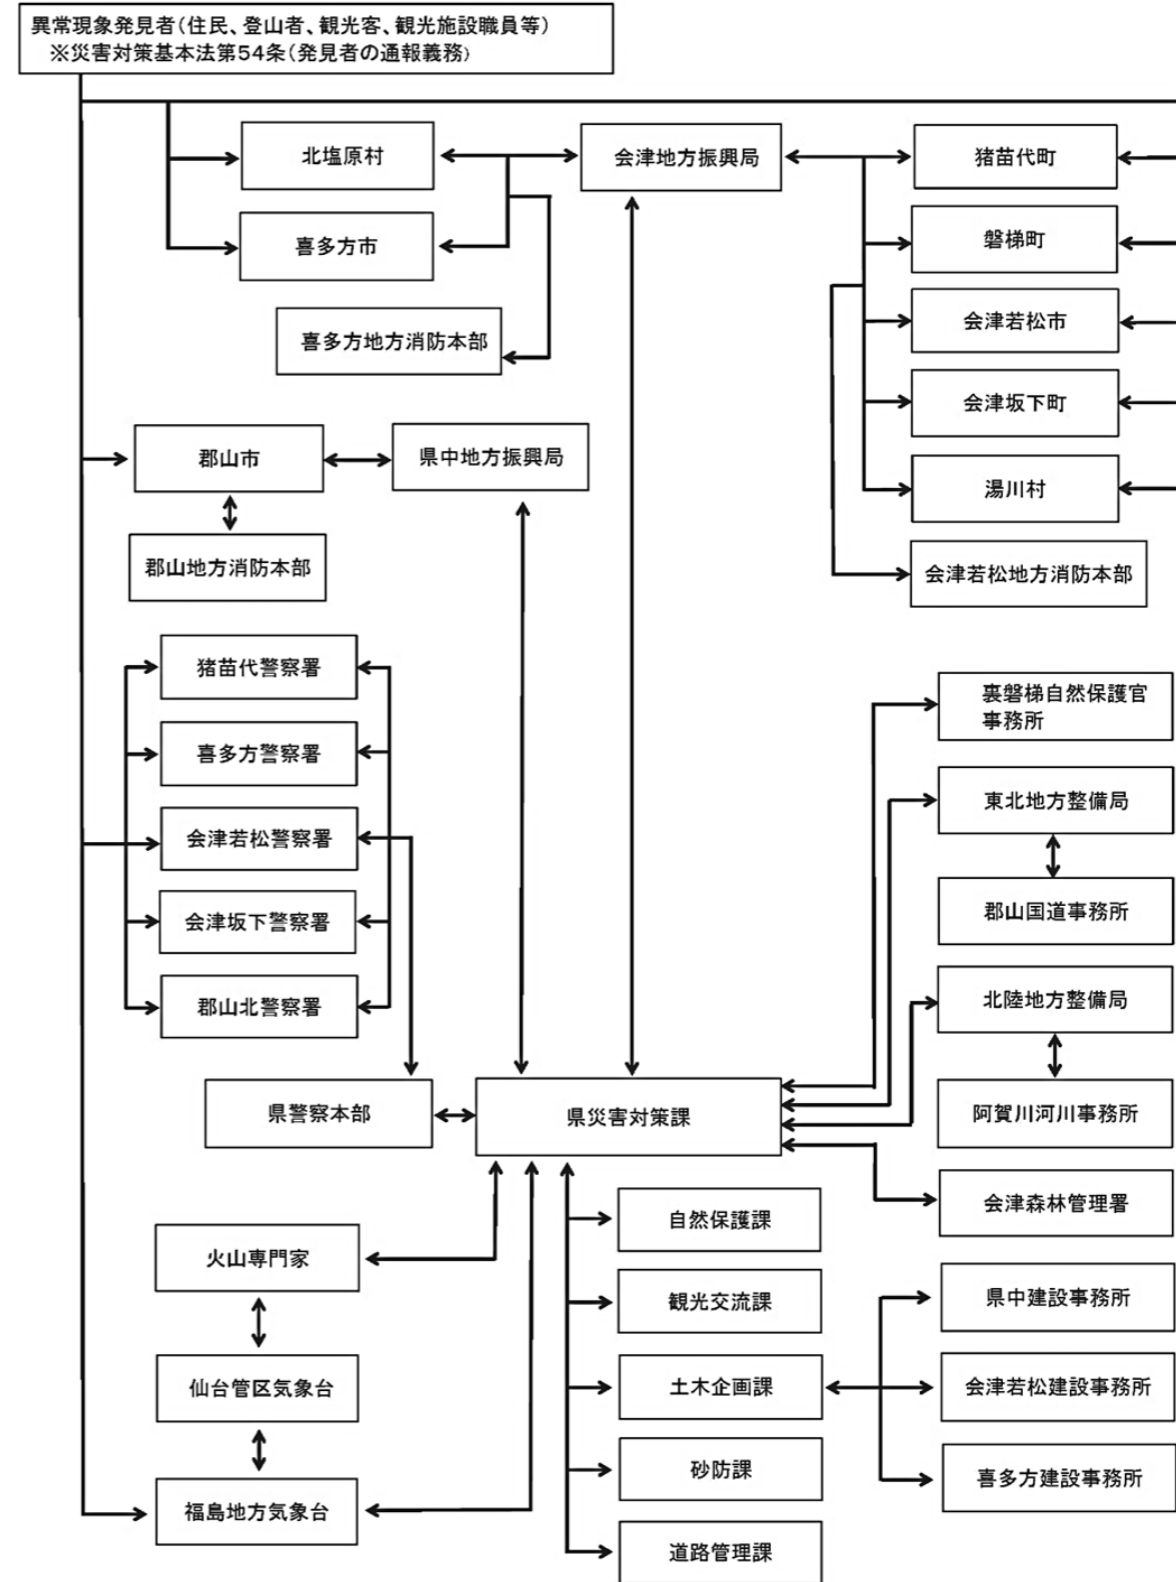 異常現象発見者（住民、登山者、観光客、観光施設職員等）
※災害対策基本法第54条（発見者の通報義務）
北塩原村
会津地方振興局
猪苗代町
喜多方市
磐梯町
喜多方地方消防本部
会津若松市
会津坂下町
郡山市
県中地方振興局
湯川村
郡山地方消防本部
会津若松地方消防本部
猪苗代警察署
裏磐梯自然保護官
事務所
喜多方警察署
東北地方整備局
会津若松警察署
郡山国道事務所
会津坂下警察署
北陸地方整備局
郡山北警察署
県警察本部
県災害対策課
阿賀川河川事務所
会津森林管理署
自然保護課
火山専門家
観光交流課
県中建設事務所
仙台管区気象台
土木企画課
会津若松建設事務所
砂防課
喜多方建設事務所
福島地方気象台
道路管理課